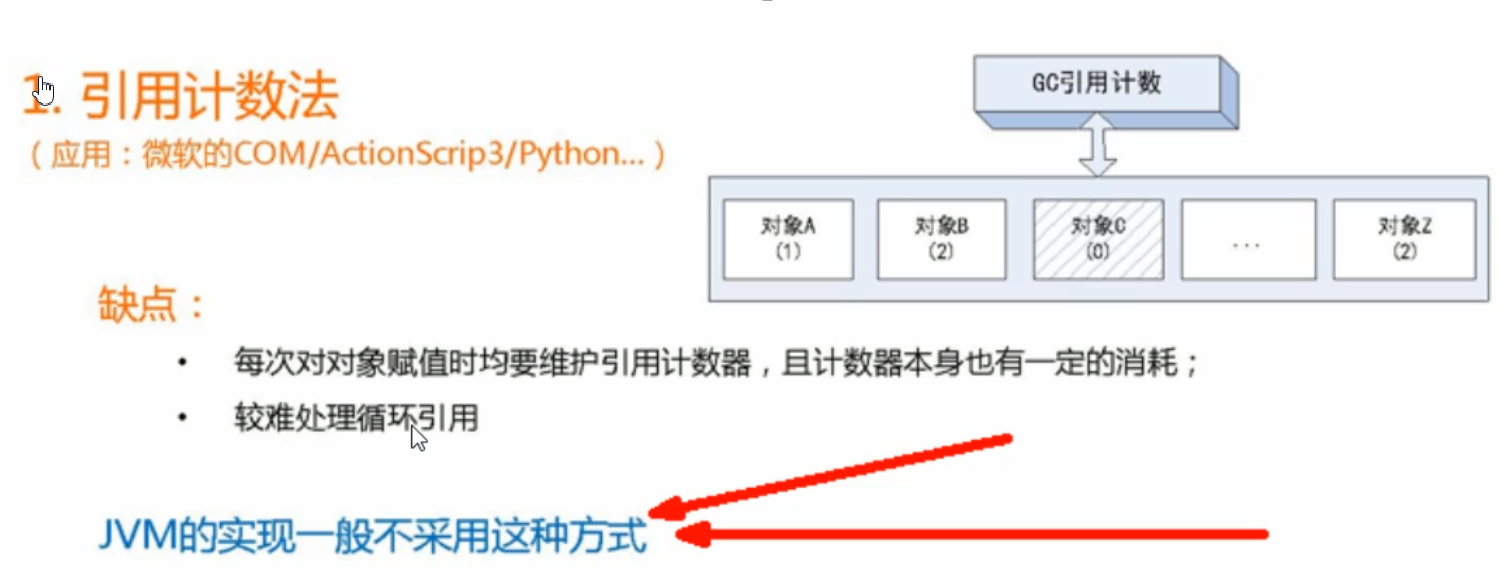 1. 引用计数法
（应用：微软的COM/ActionScrip3/Python...）
GC引用计数
对象A
(1)
对象B
(2)
对象C
(0)
...
对象Z
(2)
缺点：
• 每次对对象赋值时均要维护引用计数器，且计数器本身也有一定的消耗；
• 较难处理循环引用
JVM的实现一般不采用这种方式